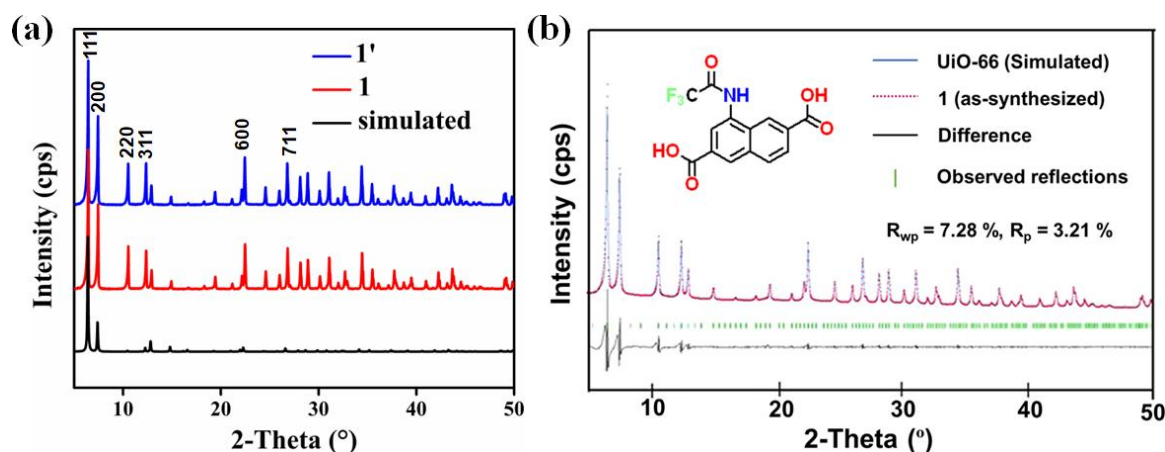 (a)
111
200
220
311
600
711
1'
1
simulated
Intensity (cps)
10 20 30 40 50
2-Theta (°)
(b)
UiO-66 (Simulated)
1 (as-synthesized)
Difference
Observed reflections
Rwp = 7.28 %, Rp = 3.21 %
O
F3C
NH
O
OH
HO
O
Intensity (cps)
10 20 30 40 50
2-Theta (º)